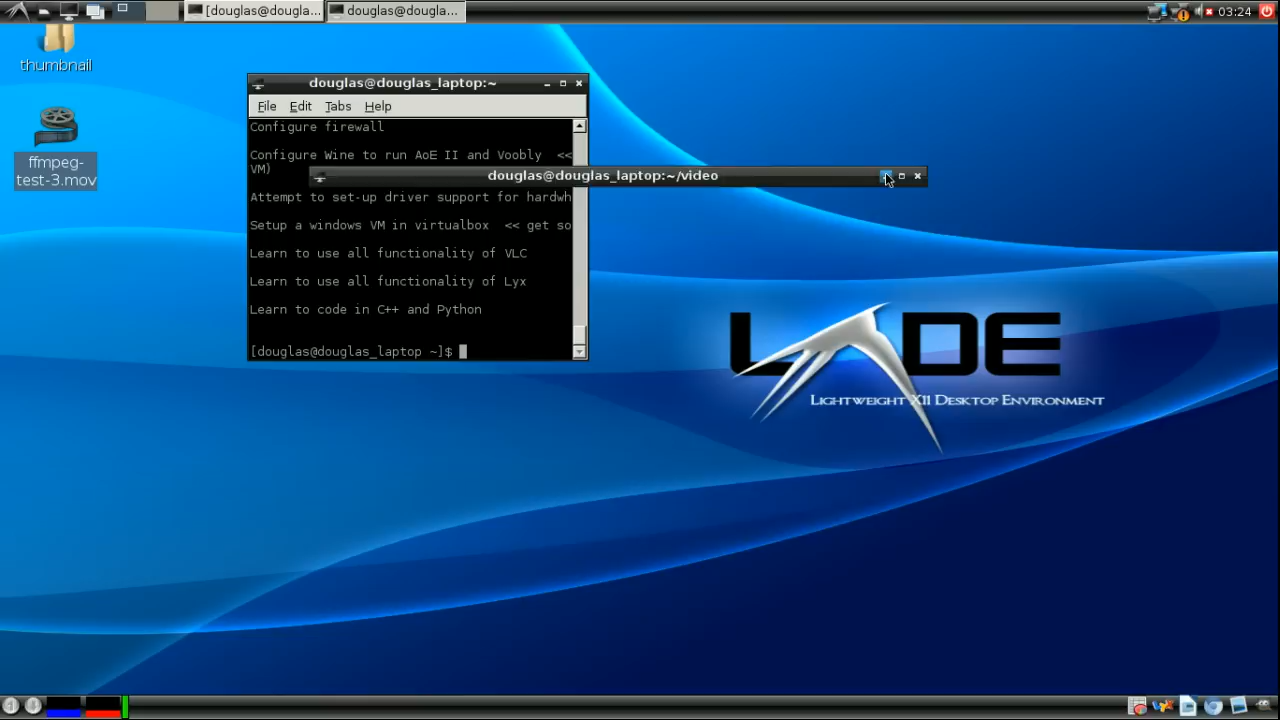 [douglas@dougla...
douglas@dougla...
03:24
thumbnail
ffmpeg-
test-3.mov
douglas@douglas_laptop:~
File Edit Tabs Help
Configure firewall
Configure Wine to run AoE II and Voobly <<
VM)
douglas@douglas_laptop:~/video
Attempt to set-up driver support for hardw
Setup a windows VM in virtualbox << get so
Learn to use all functionality of VLC
Learn to use all functionality of Lyx
Learn to code in C++ and Python
[douglas@douglas_laptop ~]$
LXDE
Lightweight X11 Desktop Environment